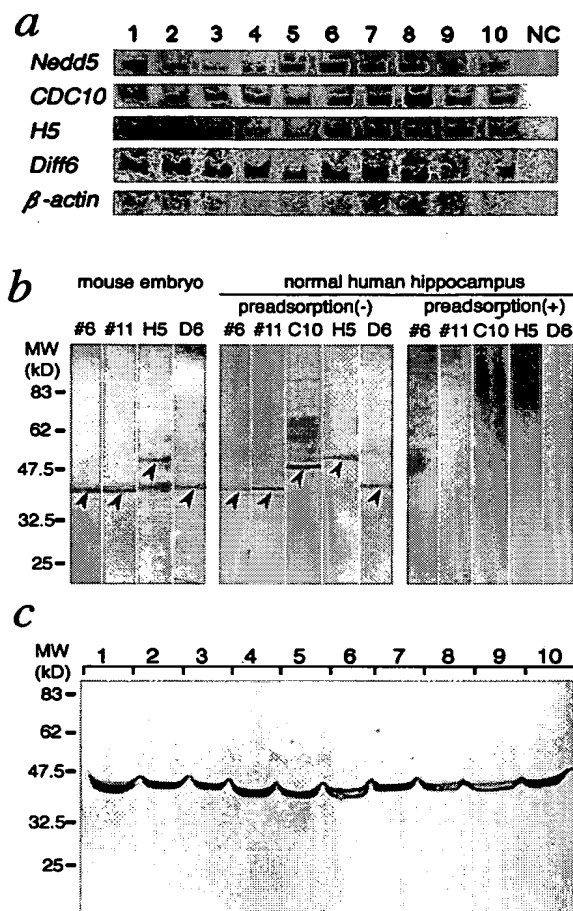 a
1 2 3 4 5 6 7 8 9 10 NC
Nedd5
CDC10
H5
Diff6
β-actin
b
mouse embryo normal human hippocampus
preadsorption(-) preadsorption(+)
#6 #11 H5 D6 #6 #11 C10 H5 D6 #6 #11 C10 H5 D6
MW
(kD)
83
62
47.5
32.5
25
c
MW
(kD)
1 2 3 4 5 6 7 8 9 10
83
62
47.5
32.5
25